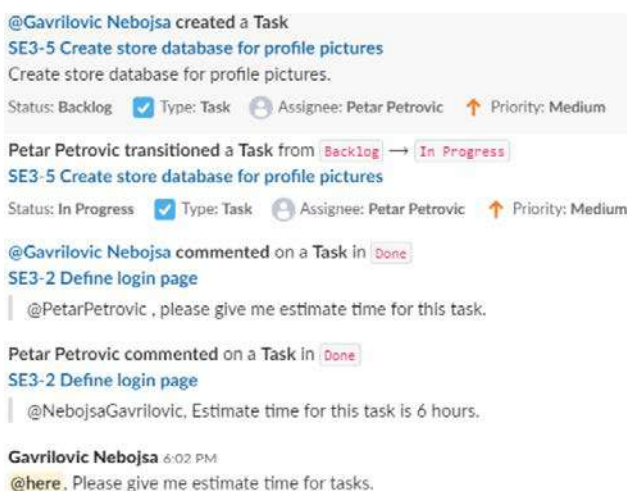 @Gavrilovic Nebojsa created a Task
SE3-5 Create store database for profile pictures
Create store database for profile pictures.
Status: Backlog Type: Task Assignee: Petar Petrovic Priority: Medium
Petar Petrovic transitioned a Task from Backlog → In Progress
SE3-5 Create store database for profile pictures
Status: In Progress Type: Task Assignee: Petar Petrovic Priority: Medium
@Gavrilovic Nebojsa commented on a Task in Done
SE3-2 Define login page
@PetarPetrovic , please give me estimate time for this task.
Petar Petrovic commented on a Task in Done
SE3-2 Define login page
@NebojsaGavrilovic, Estimate time for this task is 6 hours.
Gavrilovic Nebojsa 6:02 PM
@here, Please give me estimate time for tasks.